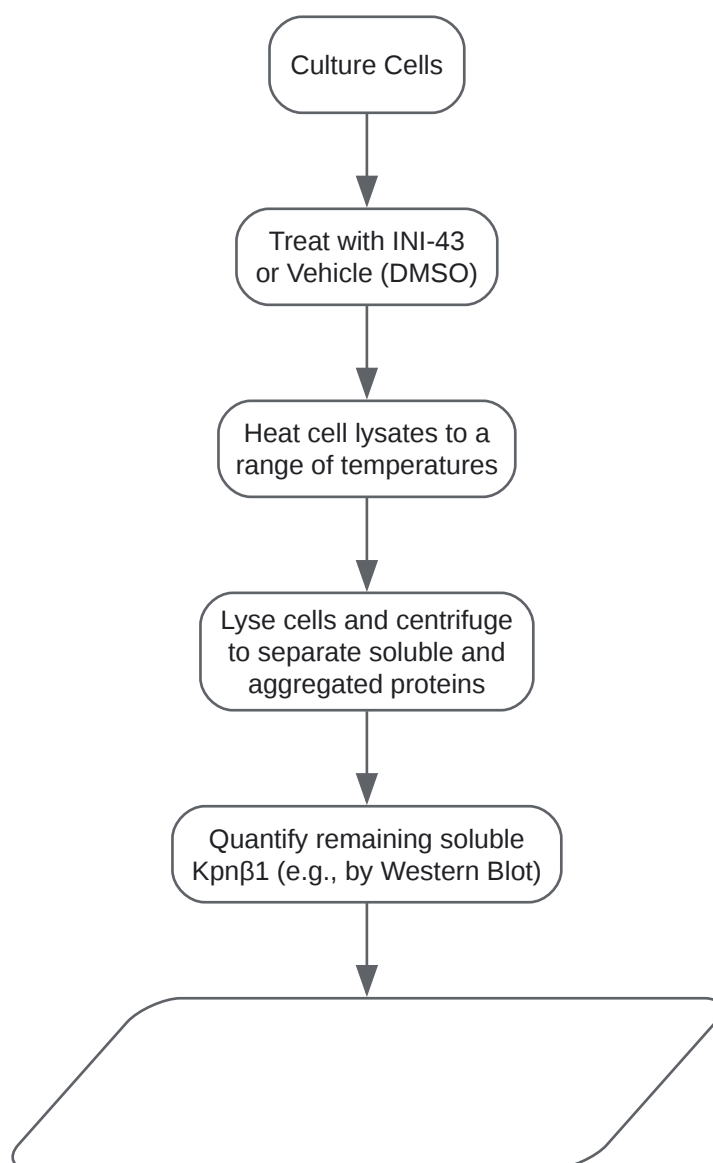 Culture Cells
Treat with INI-43
or Vehicle (DMSO)
Heat cell lysates to a
range of temperatures
Lyse cells and centrifuge
to separate soluble and
aggregated proteins
Quantify remaining soluble
Kpnβ1 (e.g., by Western Blot)